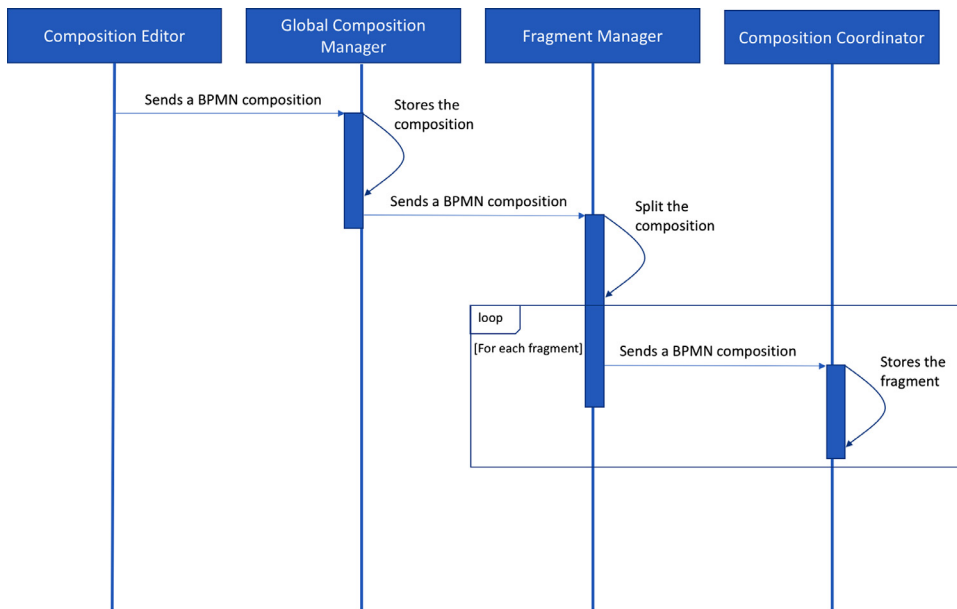 Composition Editor
Global Composition
Manager
Fragment Manager
Composition Coordinator
Sends a BPMN composition
Stores the
composition
Sends a BPMN composition
Split the
composition
loop
[For each fragment]
Sends a BPMN composition
Stores the
fragment